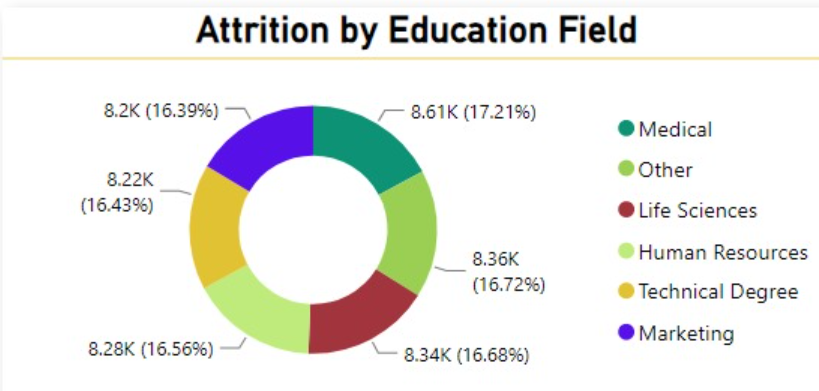 Attrition by Education Field
8.2K (16.39%)
8.61K (17.21%)
8.22K
(16.43%)
8.36K
(16.72%)
8.28K (16.56%)
8.34K (16.68%)
Medical
Other
Life Sciences
Human Resources
Technical Degree
Marketing